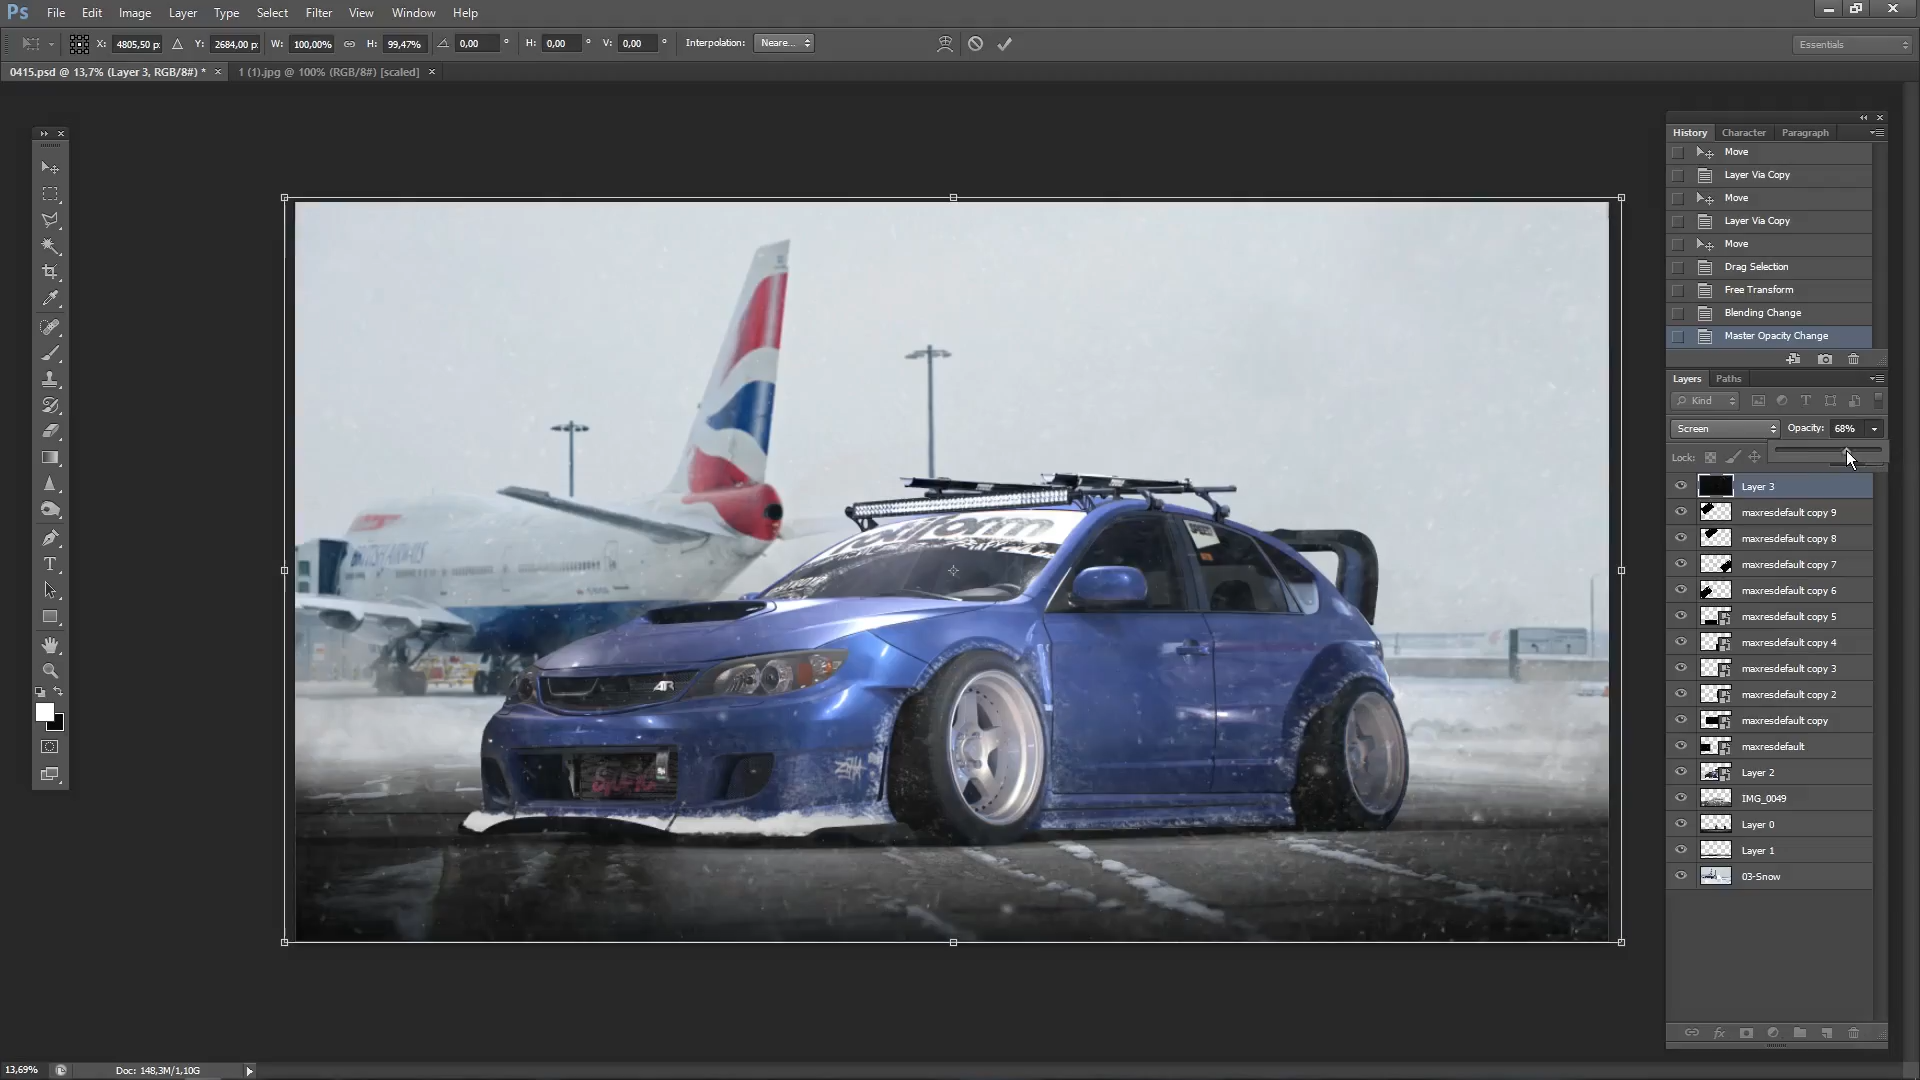 Ps File Edit Image Layer Type Select Filter View Window Help
X: 4805,50 p: Y: 2684,00 p: W: 100,00% H: 99,47% 0,00 ° H: 0,00 ° V: 0,00 ° Interpolation: Neare... Essentials
0415.psd @ 13,7% (Layer 3, RGB/8#) * × 1 (1).jpg @ 100% (RGB/8#) [scaled] ×
History Character Paragraph
Move
Layer Via Copy
Move
Layer Via Copy
Move
Drag Selection
Free Transform
Blending Change
Master Opacity Change
Layers Paths
Kind
Screen Opacity: 68%
Lock:
Layer 3
maxresdefault copy 9
maxresdefault copy 8
maxresdefault copy 7
maxresdefault copy 6
maxresdefault copy 5
maxresdefault copy 4
maxresdefault copy 3
maxresdefault copy 2
maxresdefault copy
maxresdefault
Layer 2
IMG_0049
Layer 0
Layer 1
03-Snow
BRITISH AIRWAYS
13,69% Doc: 148,3M/1,10G